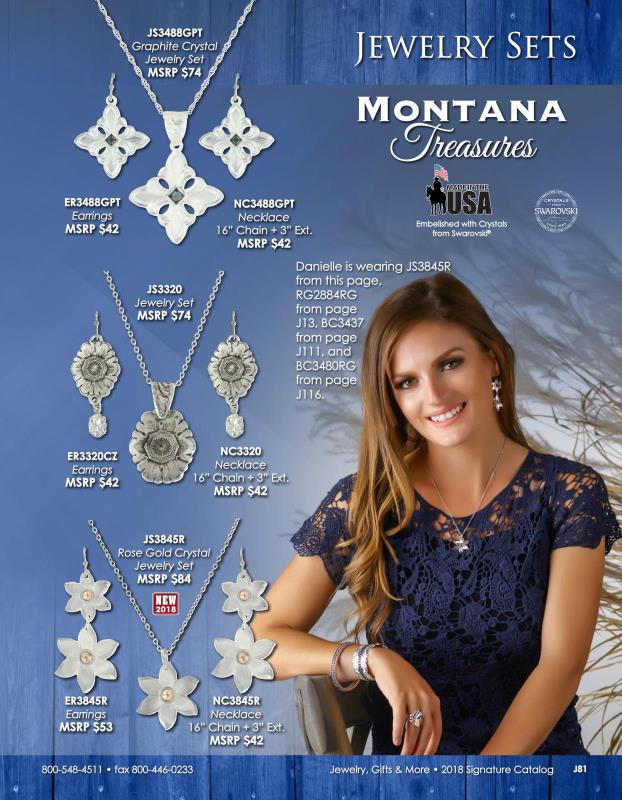 JEWELRY SETS
MONTANA
Treasures
MADE IN THE
USA
Embellished with Crystals
from Swarovski®
CRYSTALS
FROM
SWAROVSKI
JS3488GPT
Graphite Crystal
Jewelry Set
MSRP $74
ER3488GPT
Earrings
MSRP $42
NC3488GPT
Necklace
16" Chain + 3" Ext.
MSRP $42
JS3320
Jewelry Set
MSRP $74
ER3320CZ
Earrings
MSRP $42
NC3320
Necklace
16" Chain + 3" Ext.
MSRP $42
Danielle is wearing JS3845R
from this page,
RG2884RG
from page
J13, BC3437
from page
J111, and
BC3480RG
from page
J116.
JS3845R
Rose Gold Crystal
Jewelry Set
MSRP $84
NEW
2018
ER3845R
Earrings
MSRP $53
NC3845R
Necklace
16" Chain + 3" Ext.
MSRP $42
800-548-4511 • fax 800-446-0233
Jewelry, Gifts & More • 2018 Signature Catalog J81